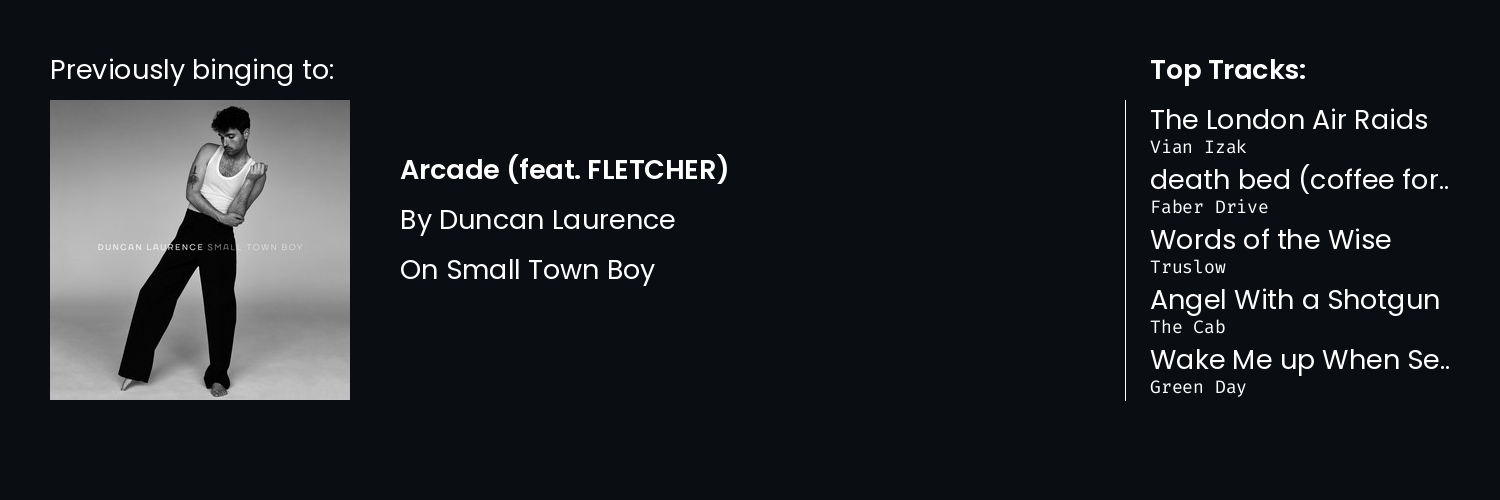 Previously binging to:
DUNCAN LAURENCE SMALL TOWN BOY
Arcade (feat. FLETCHER)
By Duncan Laurence
On Small Town Boy
Top Tracks:
The London Air Raids
Vian Izak
death bed (coffee for..
Faber Drive
Words of the Wise
Truslow
Angel With a Shotgun
The Cab
Wake Me up When Se..
Green Day